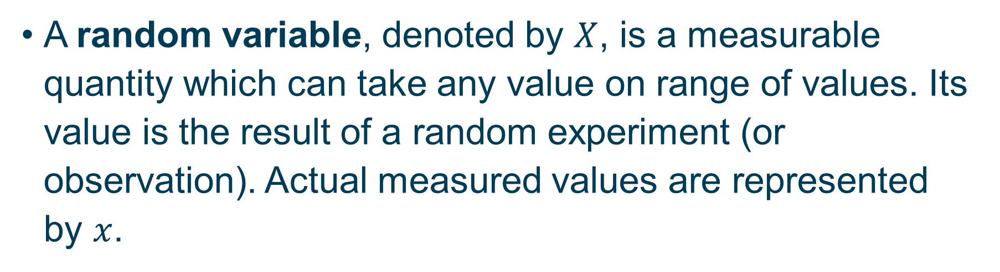 • A random variable, denoted by X, is a measurable
quantity which can take any value on range of values. Its
value is the result of a random experiment (or
observation). Actual measured values are represented
by x.